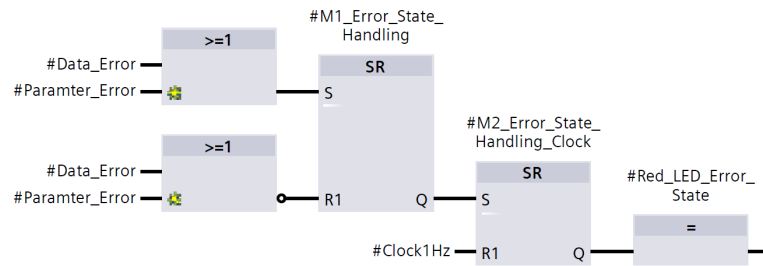 #M1_Error_State_
Handling
>=1
SR
#Data_Error
#Paramter_Error
S
#M2_Error_State_
Handling_Clock
>=1
SR
#Data_Error
#Red_LED_Error_
State
#Paramter_Error
R1
Q
S
=
#Clock1Hz
R1
Q